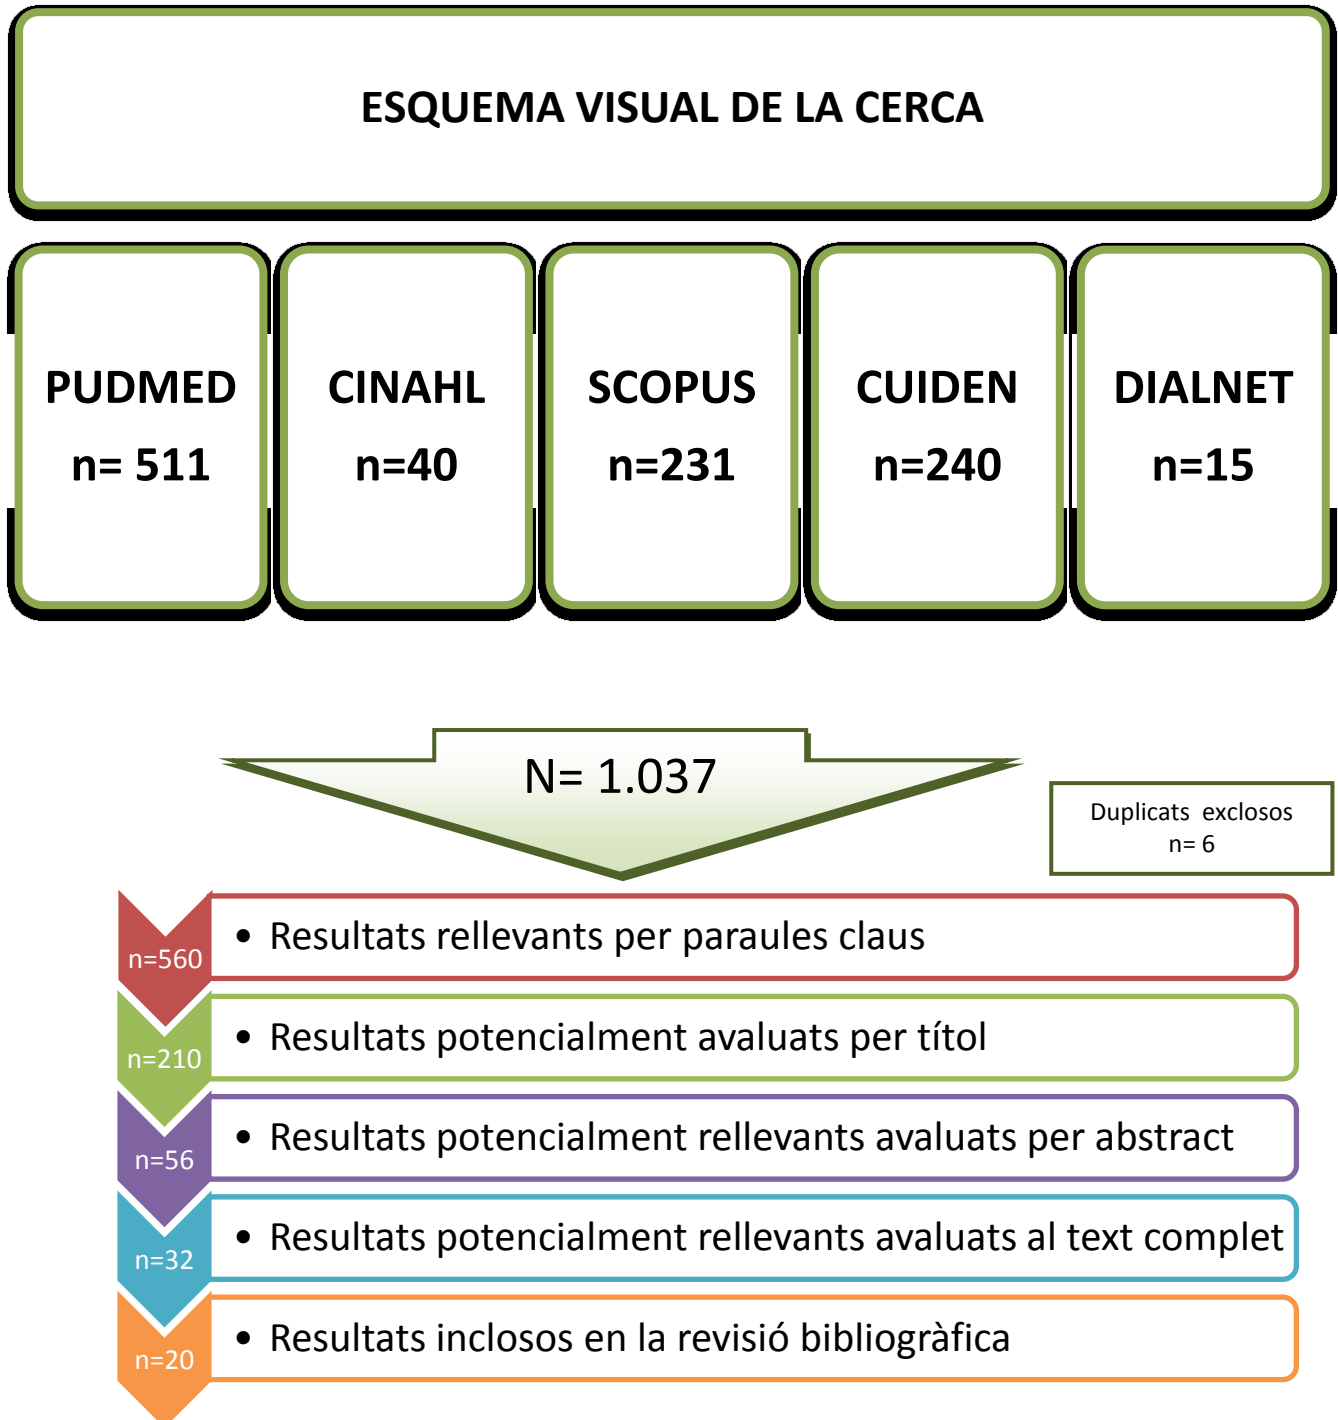 ESQUEMA VISUAL DE LA CERCA
PUDMED
n= 511
CINAHL
n=40
SCOPUS
n=231
CUIDEN
n=240
DIALNET
n=15
N= 1.037
Duplicats exclosos
n= 6
n=560
• Resultats rellevants per paraules claus
n=210
• Resultats potencialment avaluats per títol
n=56
• Resultats potencialment rellevants avaluats per abstract
n=32
• Resultats potencialment rellevants avaluats al text complet
n=20
• Resultats inclosos en la revisió bibliogràfica